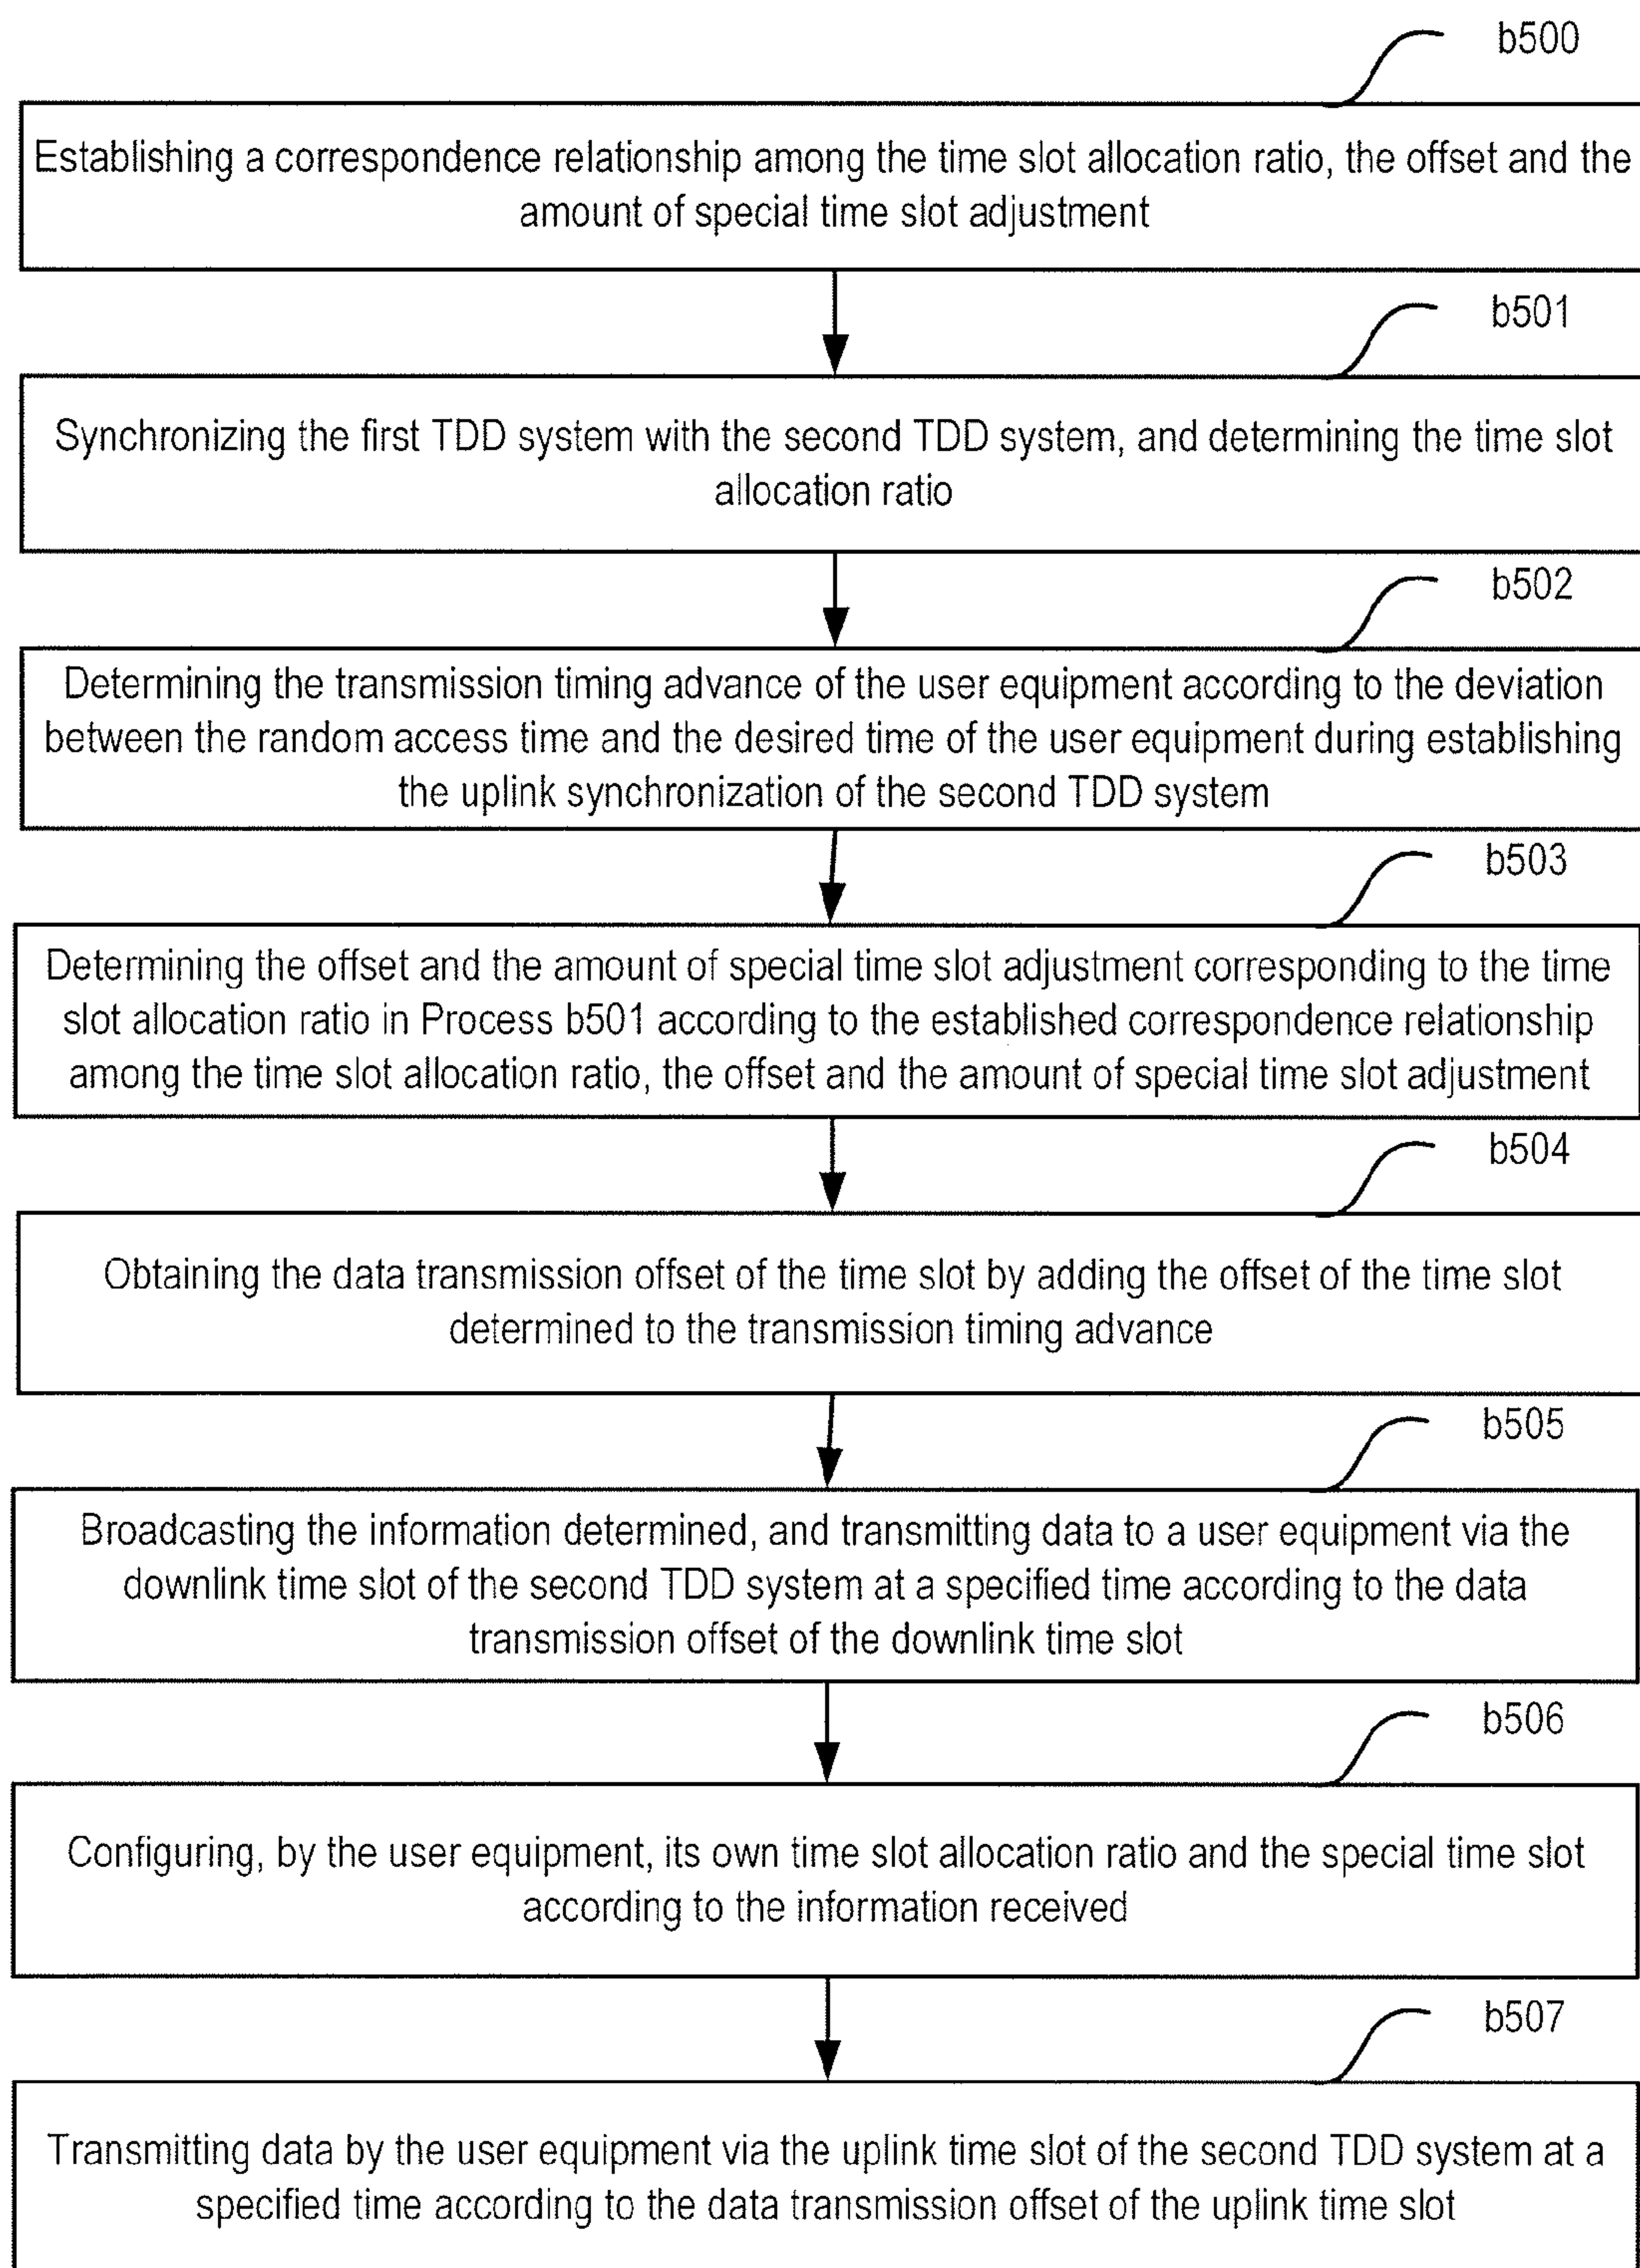 b500
Establishing a correspondence relationship among the time slot allocation ratio, the offset and the
amount of special time slot adjustment
b501
Synchronizing the first TDD system with the second TDD system, and determining the time slot
allocation ratio
b502
Determining the transmission timing advance of the user equipment according to the deviation
between the random access time and the desired time of the user equipment during establishing
the uplink synchronization of the second TDD system
b503
Determining the offset and the amount of special time slot adjustment corresponding to the time
slot allocation ratio in Process b501 according to the established correspondence relationship
among the time slot allocation ratio, the offset and the amount of special time slot adjustment
b504
Obtaining the data transmission offset of the time slot by adding the offset of the time slot
determined to the transmission timing advance
b505
Broadcasting the information determined, and transmitting data to a user equipment via the
downlink time slot of the second TDD system at a specified time according to the data
transmission offset of the downlink time slot
b506
Configuring, by the user equipment, its own time slot allocation ratio and the special time slot
according to the information received
b507
Transmitting data by the user equipment via the uplink time slot of the second TDD system at a
specified time according to the data transmission offset of the uplink time slot